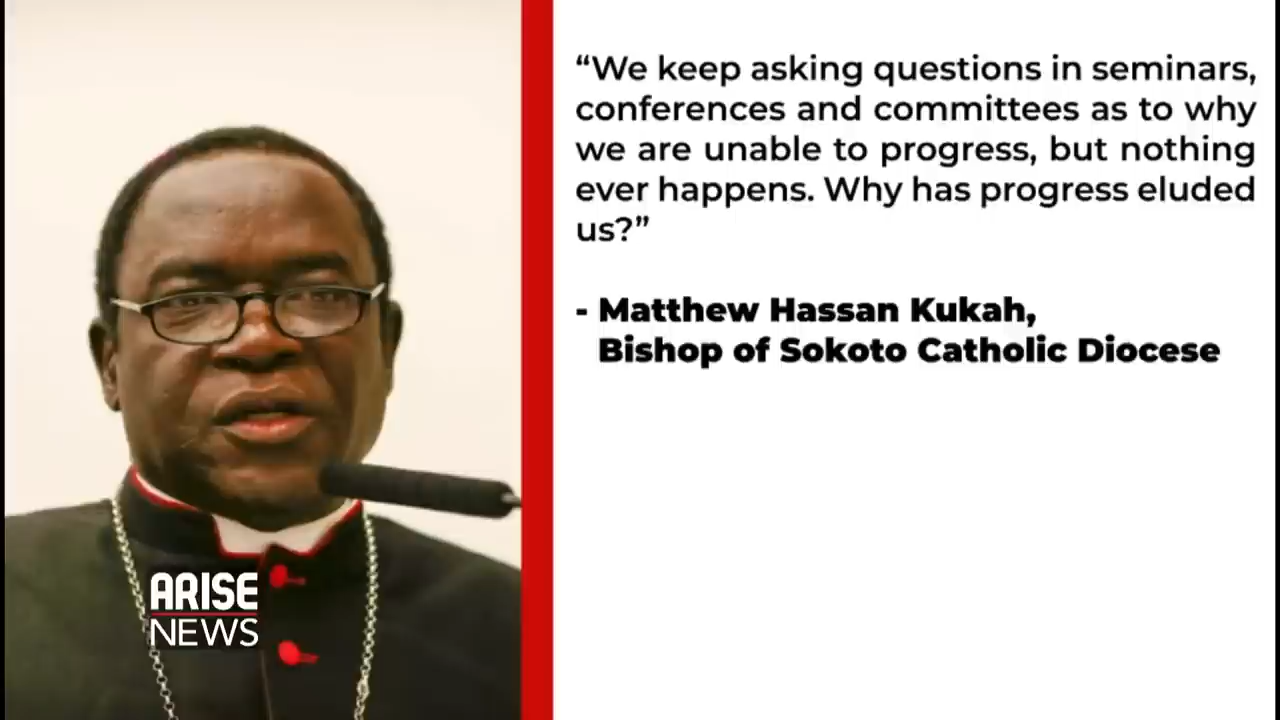 “We keep asking questions in seminars,
conferences and committees as to why
we are unable to progress, but nothing
ever happens. Why has progress eluded
us?”
- Matthew Hassan Kukah,
Bishop of Sokoto Catholic Diocese
ARISE
NEWS